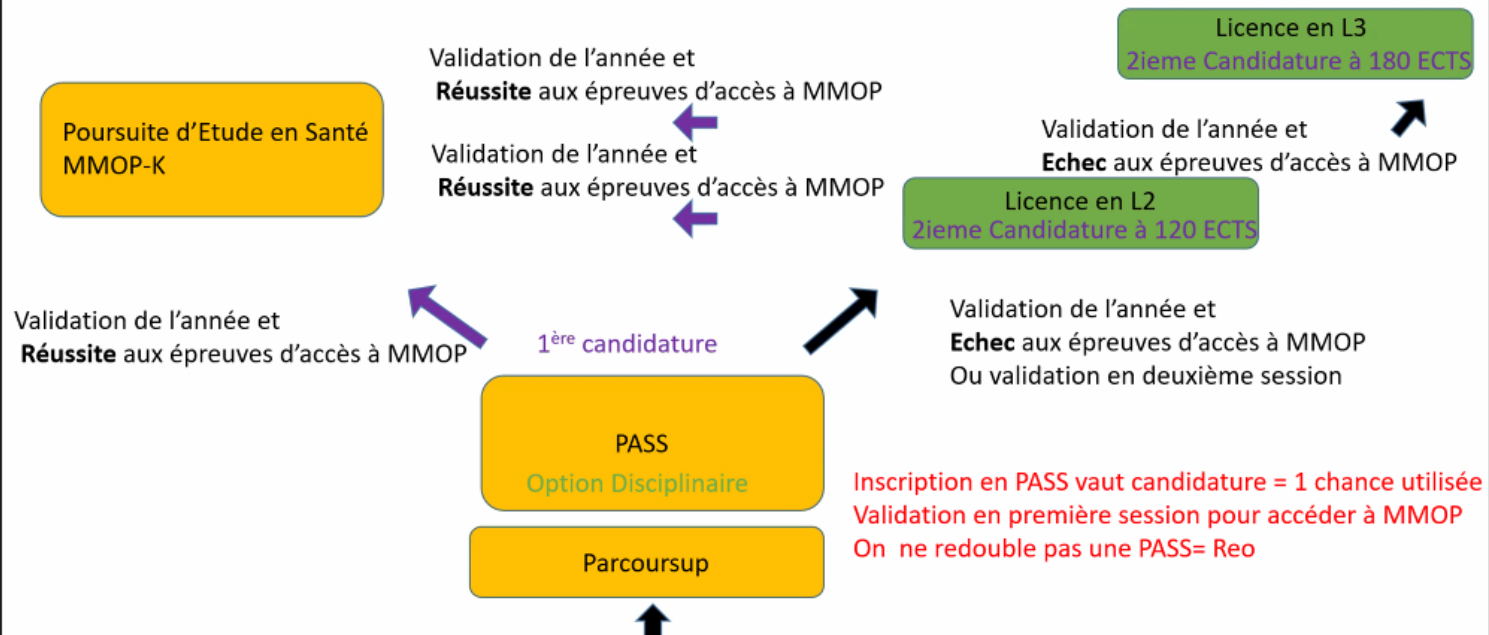 Licence en L3
2ieme Candidature à 180 ECTS
Validation de l'année et
Réussite aux épreuves d'accès à MMOP
Poursuite d'Etude en Santé
MMOP-K
Validation de l'année et
Echec aux épreuves d'accès à MMOP
Validation de l'année et
Réussite aux épreuves d'accès à MMOP
Licence en L2
2ieme Candidature à 120 ECTS
Validation de l'année et
Réussite aux épreuves d'accès à MMOP
1ère candidature
Validation de l'année et
Echec aux épreuves d'accès à MMOP
Ou validation en deuxième session
PASS
Option Disciplinaire
Inscription en PASS vaut candidature = 1 chance utilisée
Validation en première session pour accéder à MMOP
On ne redouble pas une PASS= Reo
Parcoursup